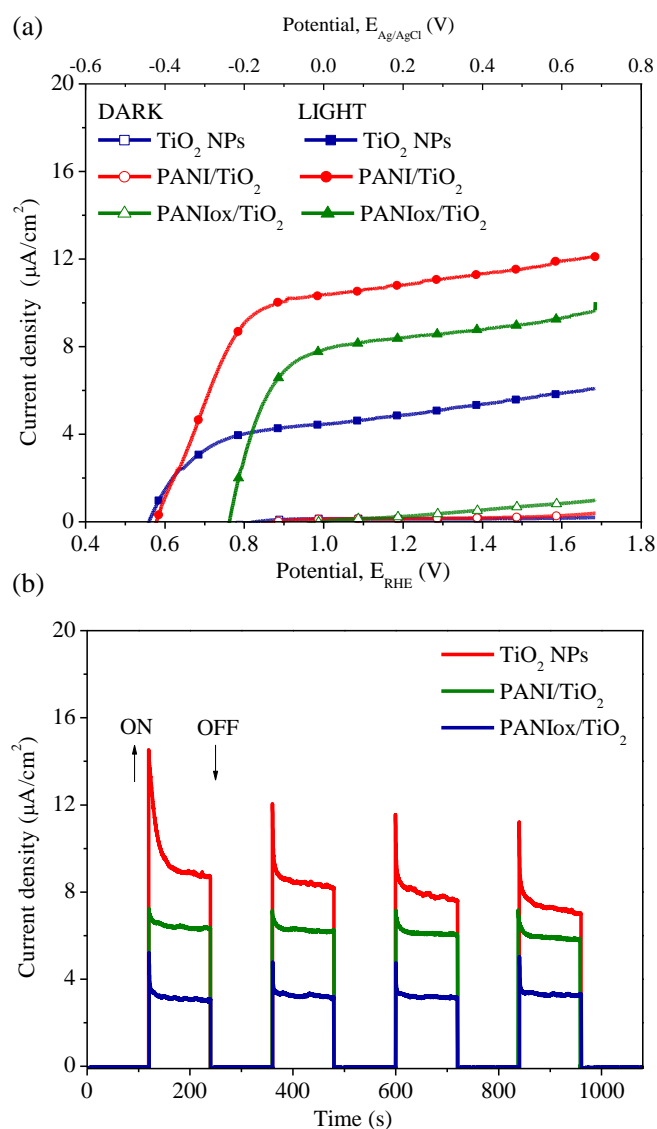 (a)
Potential, E_Ag/AgCl (V)
-0.6 -0.4 -0.2 0.0 0.2 0.4 0.6 0.8
20
16
12
8
4
0
Current density (μA/cm²)
DARK LIGHT
TiO₂ NPs TiO₂ NPs
PANI/TiO₂ PANI/TiO₂
PANIox/TiO₂ PANIox/TiO₂
0.4 0.6 0.8 1.0 1.2 1.4 1.6 1.8
Potential, E_RHE (V)
(b)
20
16
12
8
4
0
Current density (μA/cm²)
TiO₂ NPs
PANI/TiO₂
PANIox/TiO₂
ON OFF
0 200 400 600 800 1000
Time (s)